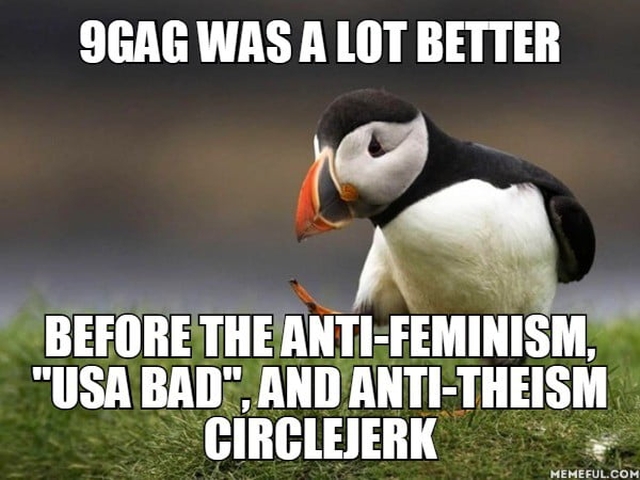 9GAG WAS A LOT BETTER
BEFORE THE ANTI-FEMINISM,
"USA BAD", AND ANTI-THEISM
CIRCLEJERK
MEMEFUL.COM